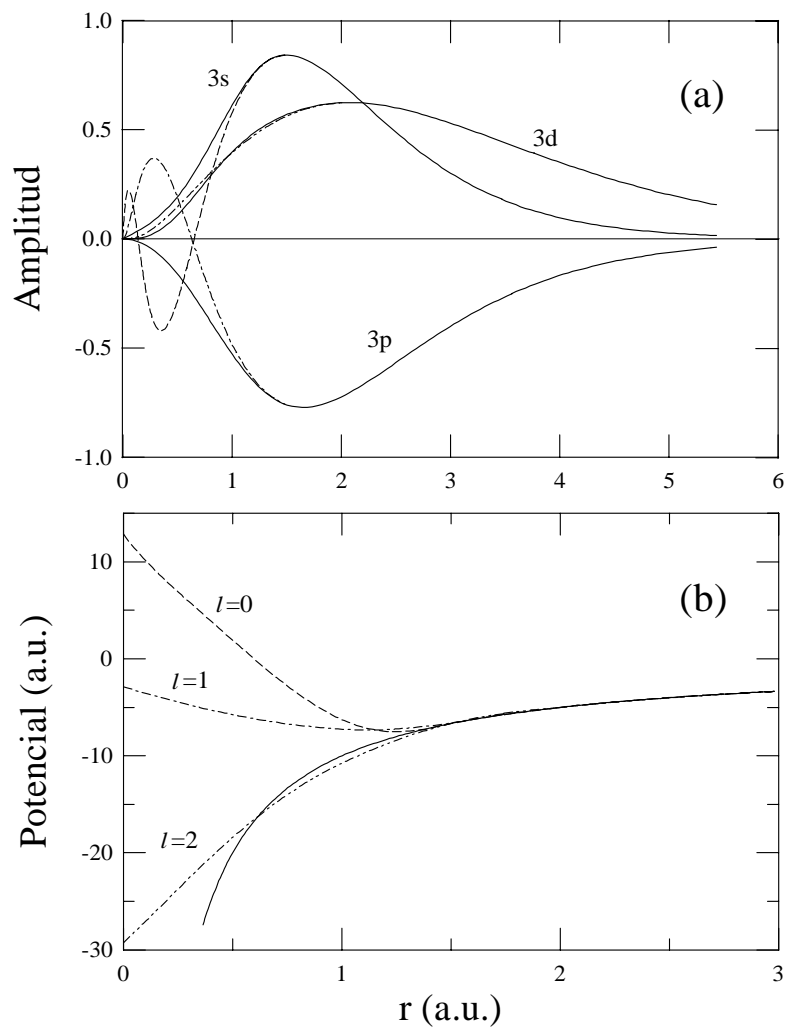 1.0
0.5
0.0
-0.5
-1.0
Amplitud
3s
(a)
3d
3p
0 1 2 3 4 5 6
10
0
-10
-20
-30
Potencial (a.u.)
l=0
(b)
l=1
l=2
0 1 2 3
r (a.u.)